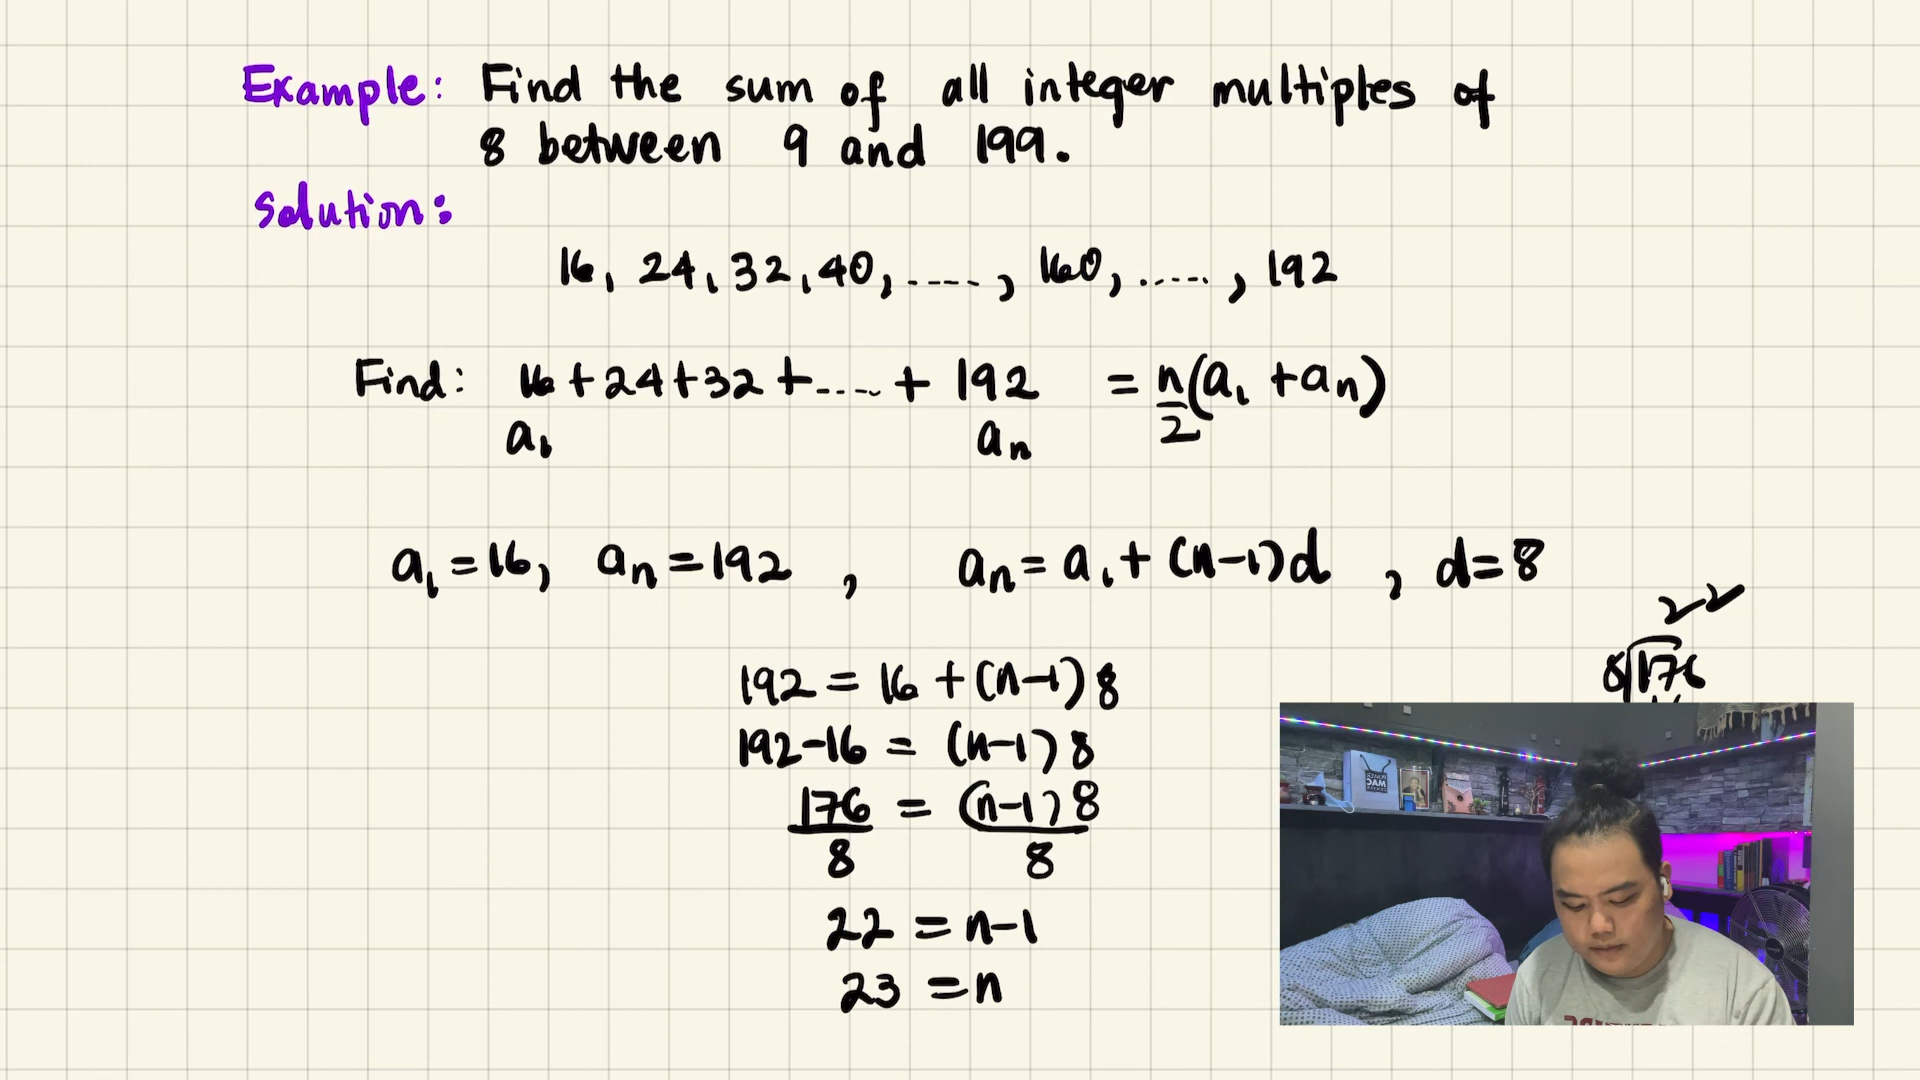 Example: Find the sum of all integer multiples of
8 between 9 and 199.
Solution:
16, 24, 32, 40, ....., 160, ....., 192
Find: 16 + 24 + 32 + ..... + 192 = n/2 (a₁ + aₙ)
a₁ aₙ
a₁ = 16, aₙ = 192, aₙ = a₁ + (n-1)d, d = 8
22
8)176
192 = 16 + (n-1)8
192-16 = (n-1)8
176/8 = (n-1)8/8
22 = n-1
23 = n